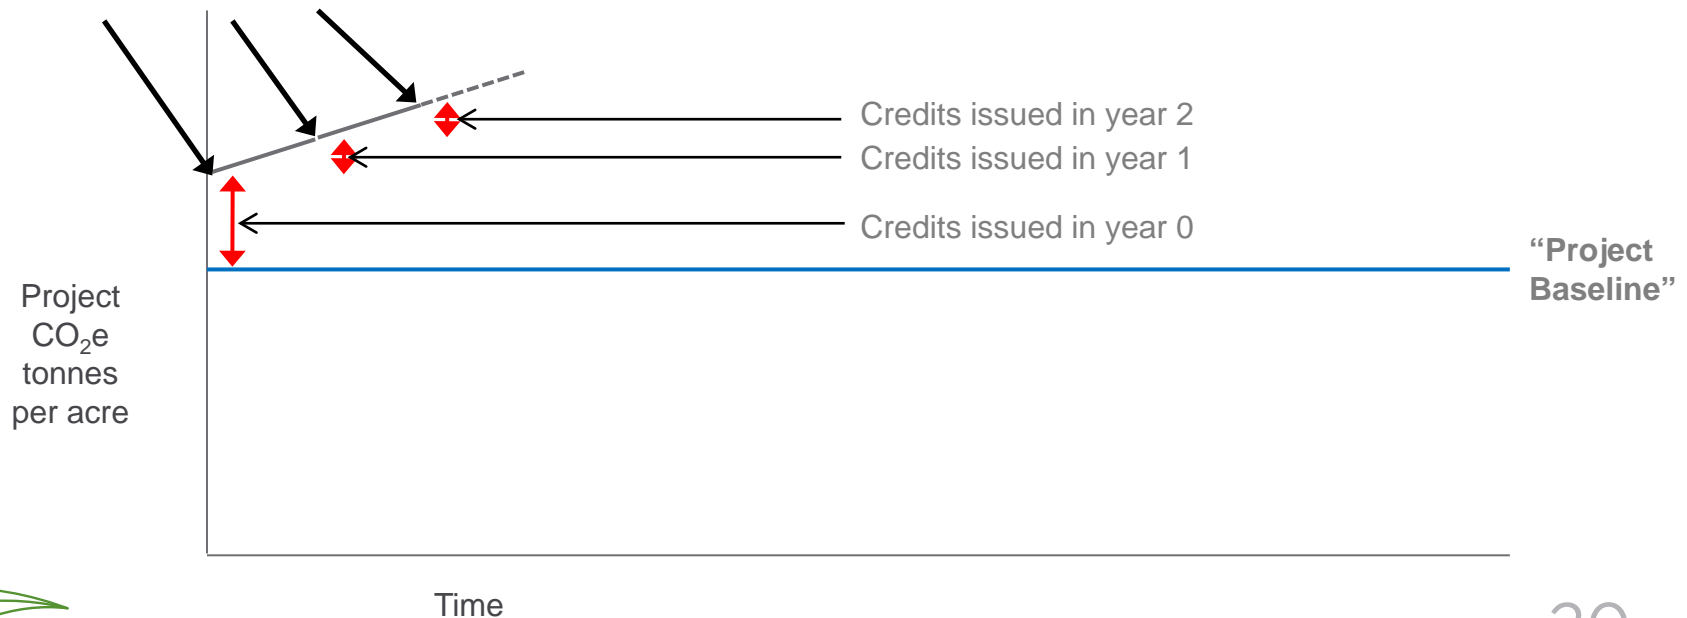 Credits issued in year 2
Credits issued in year 1
Credits issued in year 0
“Project
Baseline”
Project
CO₂e
tonnes
per acre
Time